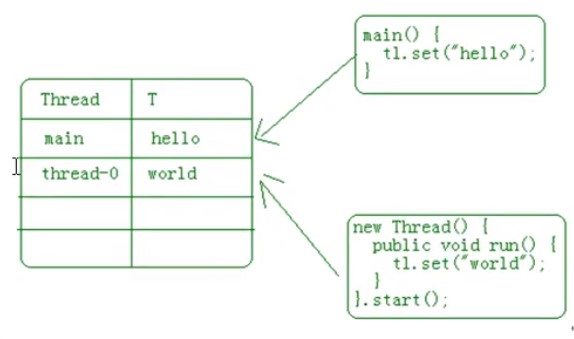 main() {
tl.set("hello");
}
Thread T
main hello
thread-0 world
new Thread() {
public void run() {
tl.set("world");
}
}.start();